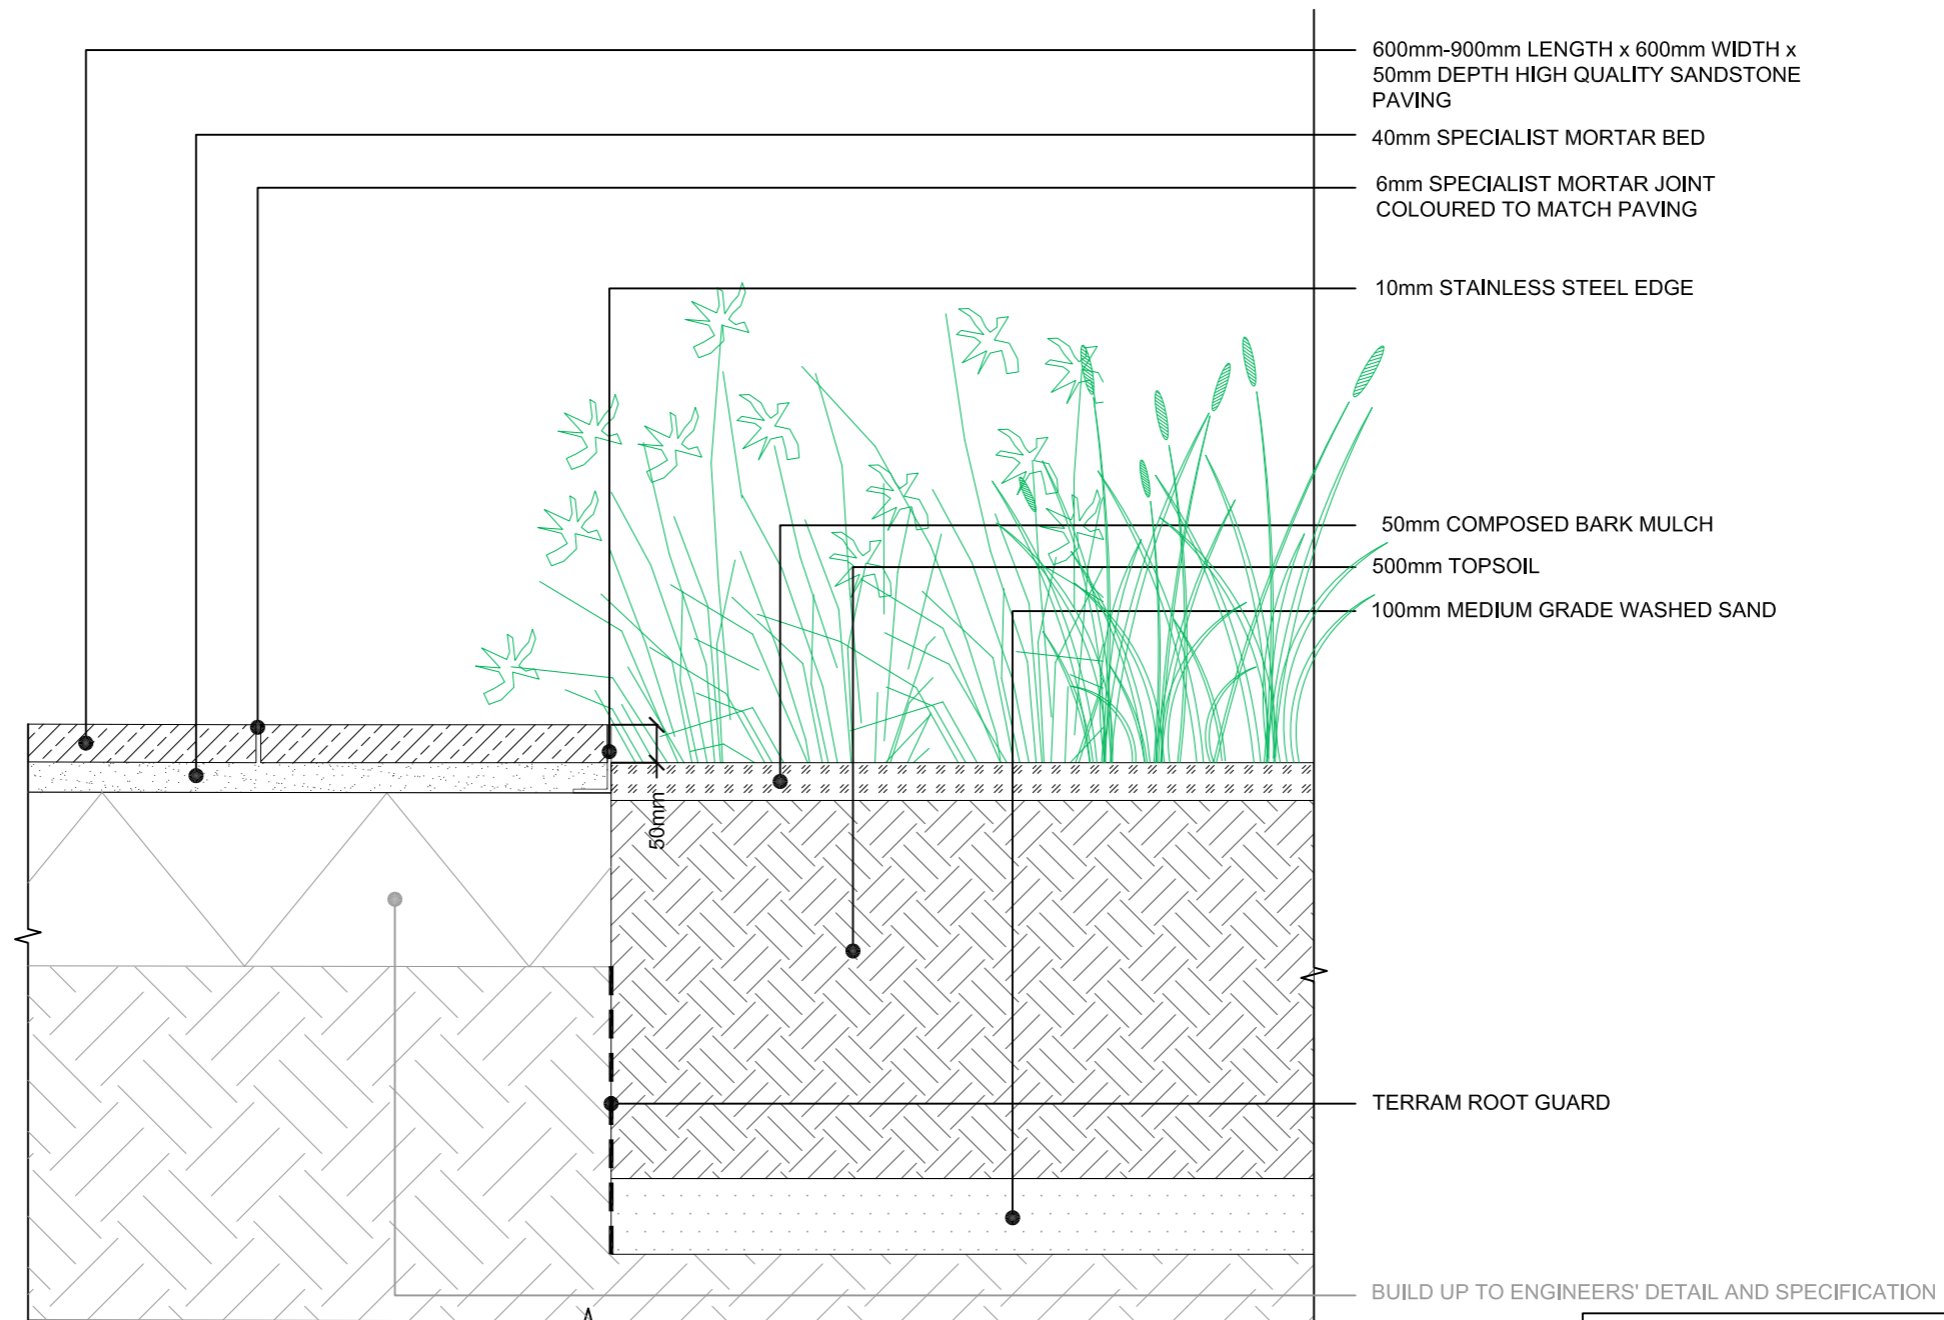 600mm-900mm LENGTH x 600mm WIDTH x
50mm DEPTH HIGH QUALITY SANDSTONE
PAVING
40mm SPECIALIST MORTAR BED
6mm SPECIALIST MORTAR JOINT
COLOURED TO MATCH PAVING
10mm STAINLESS STEEL EDGE
50mm COMPOSED BARK MULCH
500mm TOPSOIL
100mm MEDIUM GRADE WASHED SAND
50mm
TERRAM ROOT GUARD
BUILD UP TO ENGINEERS' DETAIL AND SPECIFICATION